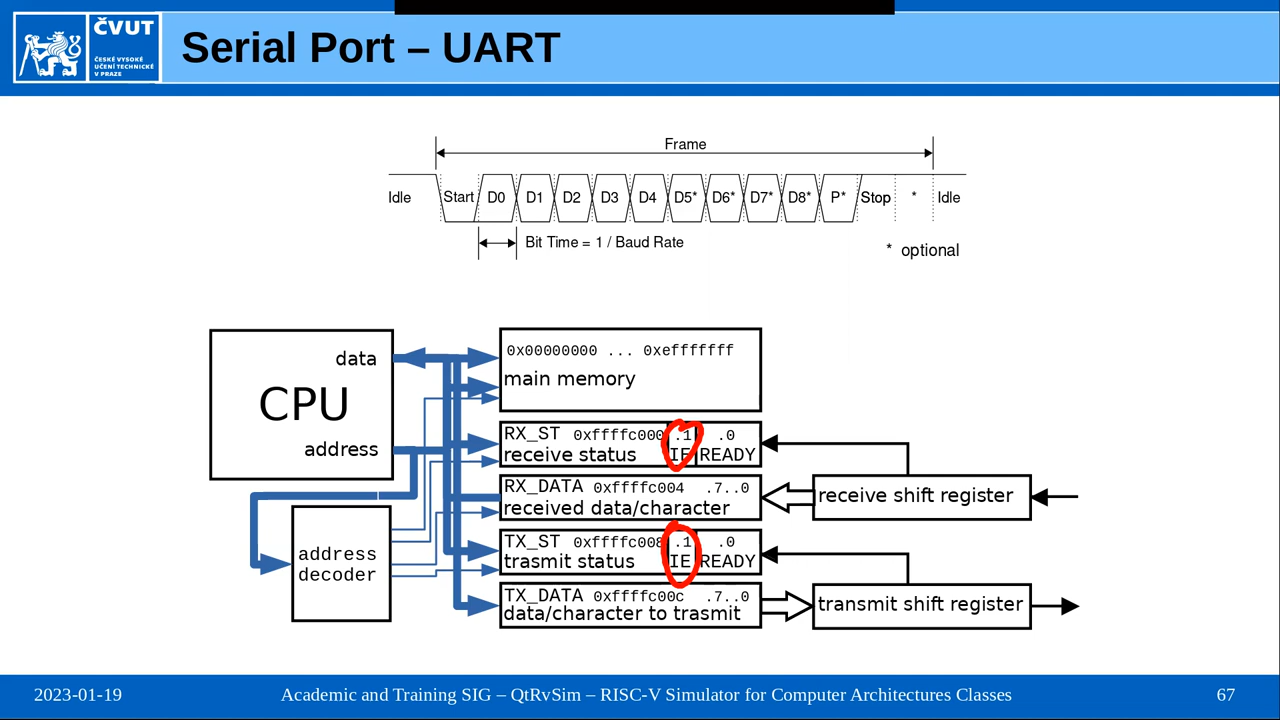 ČVUT
ČESKÉ VYSOKÉ
UČENÍ TECHNICKÉ
V PRAZE
Serial Port – UART
Frame
Idle Start D0 D1 D2 D3 D4 D5* D6* D7* D8* P* Stop * Idle
Bit Time = 1 / Baud Rate
* optional
CPU
data
address
address
decoder
0x00000000 ... 0xefffffff
main memory
RX_ST 0xffffc000 .1 .0
receive status IE READY
RX_DATA 0xffffc004 .7..0
received data/character
receive shift register
TX_ST 0xffffc008 .1 .0
trasmit status IE READY
TX_DATA 0xffffc00c .7..0
data/character to trasmit
transmit shift register
2023-01-19 Academic and Training SIG – QtRvSim – RISC-V Simulator for Computer Architectures Classes 67